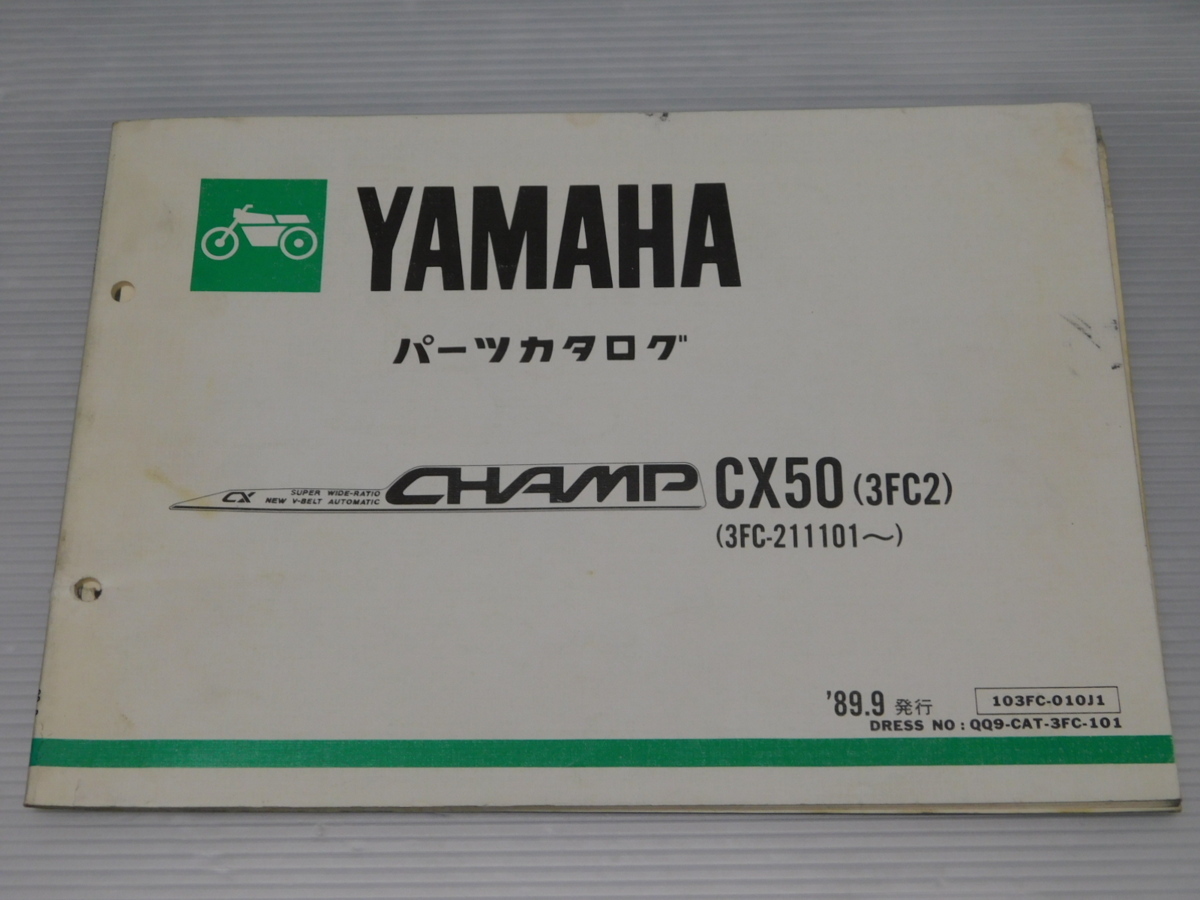 YAMAHA
パーツカタログ
CX SUPER WIDE-RATIO
NEW V-BELT AUTOMATIC
CHAMP CX50 (3FC2)
(3FC-211101～)
'89.9 発行 103FC-010J1
DRESS NO : QQ9-CAT-3FC-101